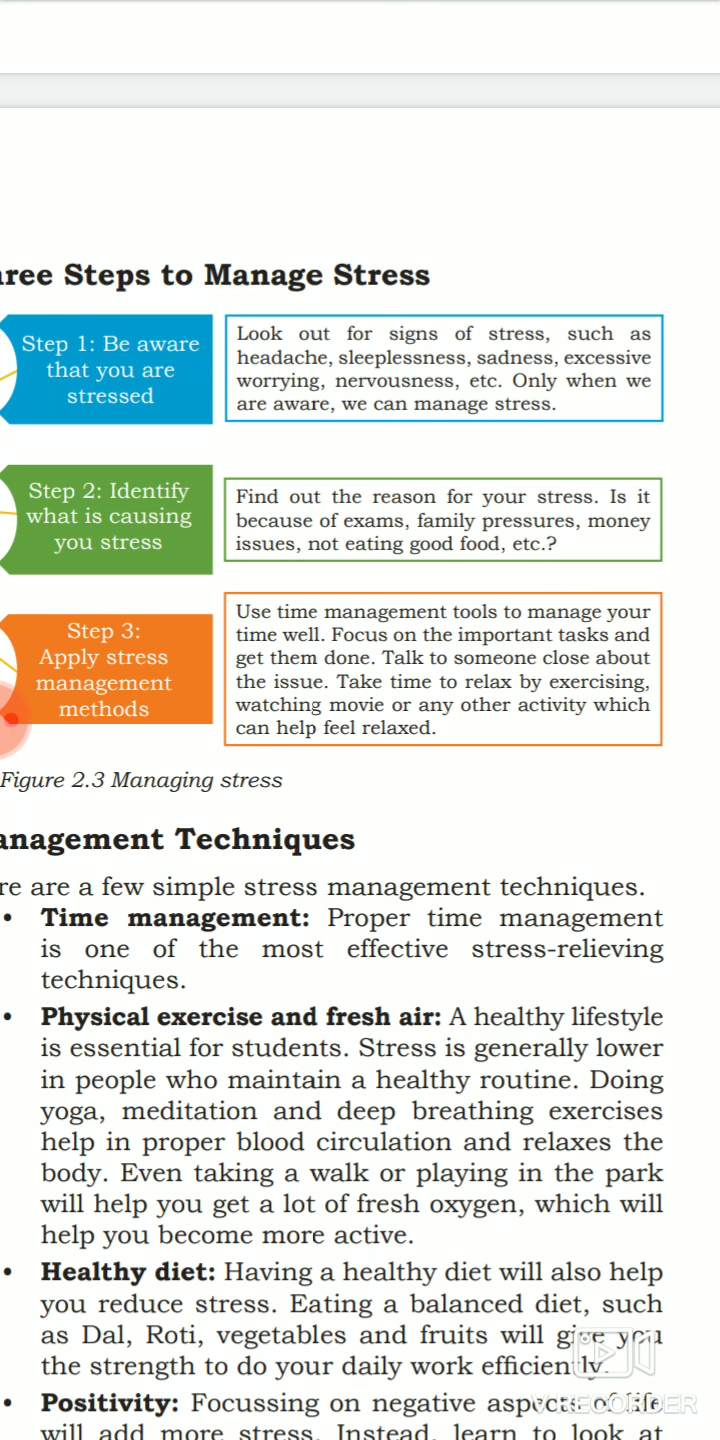 ree Steps to Manage Stress
Step 1: Be aware
that you are
stressed
Look out for signs of stress, such as
headache, sleeplessness, sadness, excessive
worrying, nervousness, etc. Only when we
are aware, we can manage stress.
Step 2: Identify
what is causing
you stress
Find out the reason for your stress. Is it
because of exams, family pressures, money
issues, not eating good food, etc.?
Step 3:
Apply stress
management
methods
Use time management tools to manage your
time well. Focus on the important tasks and
get them done. Talk to someone close about
the issue. Take time to relax by exercising,
watching movie or any other activity which
can help feel relaxed.
Figure 2.3 Managing stress
anagement Techniques
re are a few simple stress management techniques.
• Time management: Proper time management
is one of the most effective stress-relieving
techniques.
• Physical exercise and fresh air: A healthy lifestyle
is essential for students. Stress is generally lower
in people who maintain a healthy routine. Doing
yoga, meditation and deep breathing exercises
help in proper blood circulation and relaxes the
body. Even taking a walk or playing in the park
will help you get a lot of fresh oxygen, which will
help you become more active.
• Healthy diet: Having a healthy diet will also help
you reduce stress. Eating a balanced diet, such
as Dal, Roti, vegetables and fruits will give you
the strength to do your daily work efficiently.
• Positivity: Focussing on negative aspects of life
will add more stress. Instead, learn to look at
V RECORDER